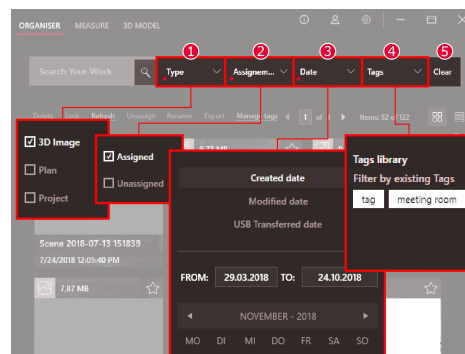 ORGANISER MEASURE 3D MODEL
1 2 3 4 5
Search Your Work Type Assignem... Date Tags Clear
Delete Lock Refresh Unassign Rename Export Manage tags 1 of Items: 52 of 122
3D Image
Plan
Project
Assigned
Unassigned
9,77 MB
Created date
Modified date
USB Transferred date
FROM: 29.03.2018 TO: 24.10.2018
NOVEMBER - 2018
MO DI MI DO FR SA SO
Tags library
Filter by existing Tags
tag meeting room
Scene 2018-07-13 151839
7/24/2018 12:05:40 PM
7,87 MB